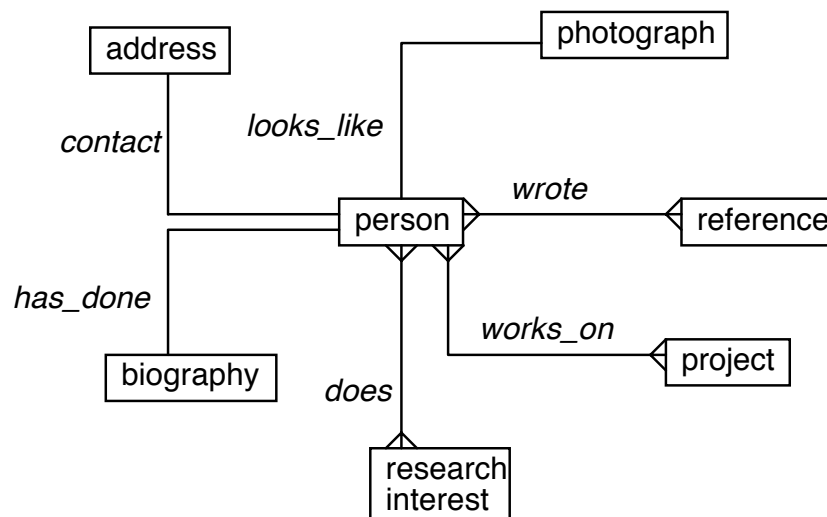 photograph
address
looks_like
contact
wrote
person
reference
has_done
works_on
biography
project
does
research
interest